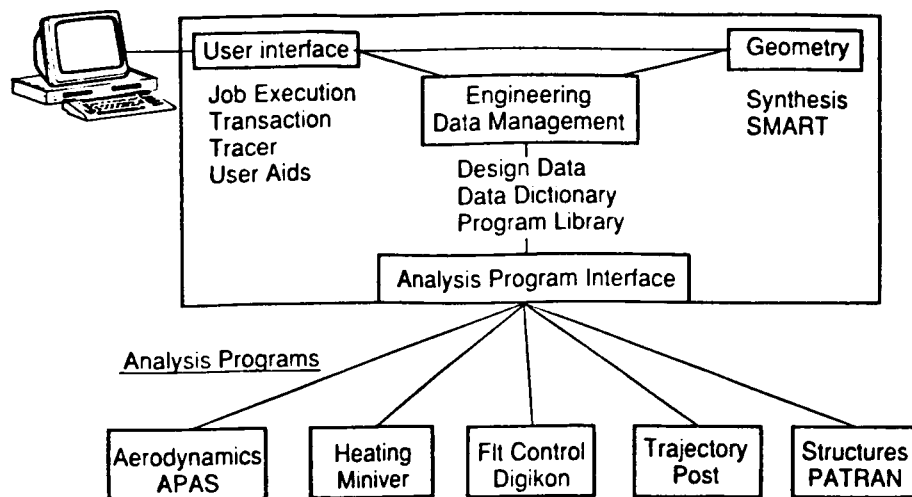 User interface
Job Execution
Transaction
Tracer
User Aids
Engineering
Data Management
Design Data
Data Dictionary
Program Library
Geometry
Synthesis
SMART
Analysis Program Interface
Analysis Programs
Aerodynamics
APAS
Heating
Miniver
Flt Control
Digikon
Trajectory
Post
Structures
PATRAN